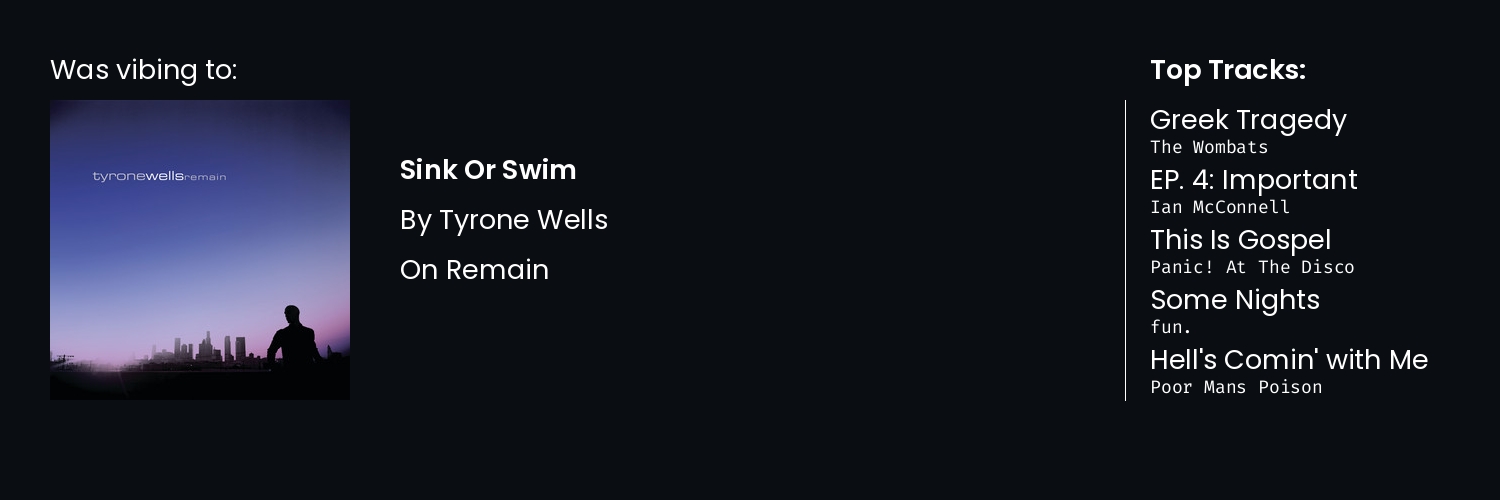 Was vibing to:
tyronewellsremain
Sink Or Swim
By Tyrone Wells
On Remain
Top Tracks:
Greek Tragedy
The Wombats
EP. 4: Important
Ian McConnell
This Is Gospel
Panic! At The Disco
Some Nights
fun.
Hell's Comin' with Me
Poor Mans Poison